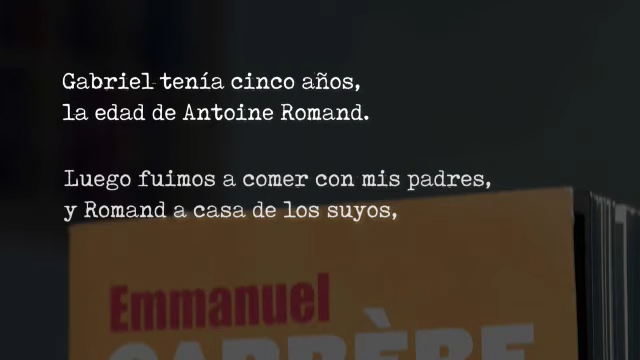 Gabriel tenía cinco años,
la edad de Antoine Romand.
Luego fuimos a comer con mis padres,
y Romand a casa de los suyos,
Emmanuel
CARRÈRE